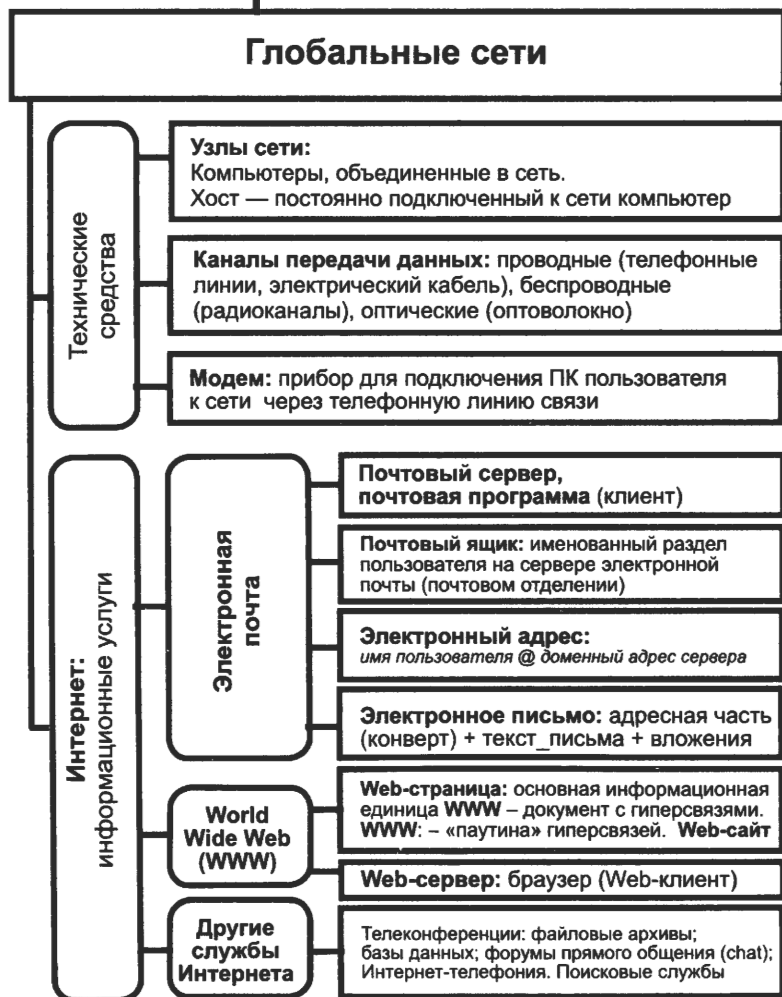 Глобальные сети
Технические
средства
Узлы сети:
Компьютеры, объединенные в сеть.
Хост — постоянно подключенный к сети компьютер
Каналы передачи данных: проводные (телефонные
линии, электрический кабель), беспроводные
(радиоканалы), оптические (оптоволокно)
Модем: прибор для подключения ПК пользователя
к сети через телефонную линию связи
Интернет:
информационные услуги
Электронная
почта
Почтовый сервер,
почтовая программа (клиент)
Почтовый ящик: именованный раздел
пользователя на сервере электронной
почты (почтовом отделении)
Электронный адрес:
имя пользователя @ доменный адрес сервера
Электронное письмо: адресная часть
(конверт) + текст_письма + вложения
World
Wide Web
(WWW)
Web-страница: основная информационная
единица WWW – документ с гиперсвязями.
WWW: – «паутина» гиперсвязей. Web-сайт
Web-сервер: браузер (Web-клиент)
Другие
службы
Интернета
Телеконференции: файловые архивы;
базы данных; форумы прямого общения (chat);
Интернет-телефония. Поисковые службы